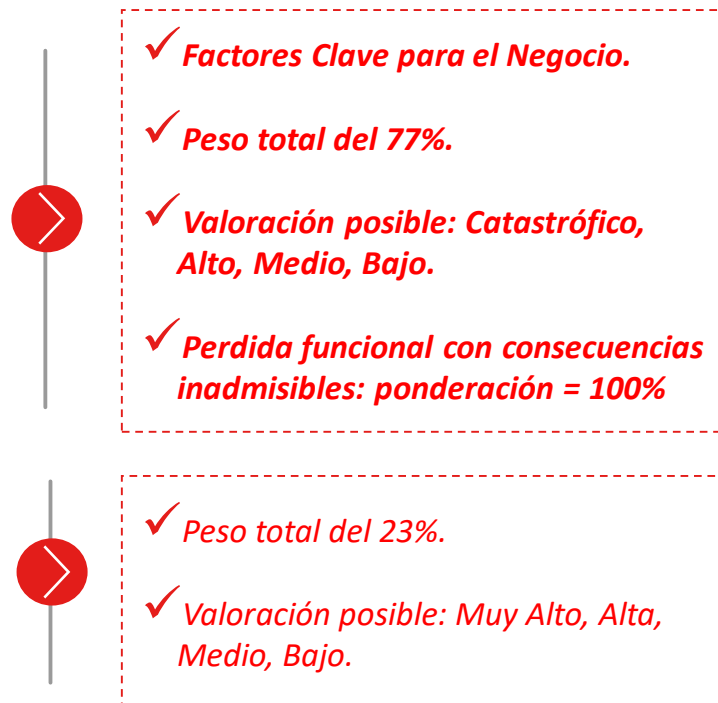 Factores Clave para el Negocio.
Peso total del 77%.
Valoración posible: Catastrófico,
Alto, Medio, Bajo.
Perdida funcional con consecuencias
inadmisibles: ponderación = 100%
Peso total del 23%.
Valoración posible: Muy Alto, Alta,
Medio, Bajo.